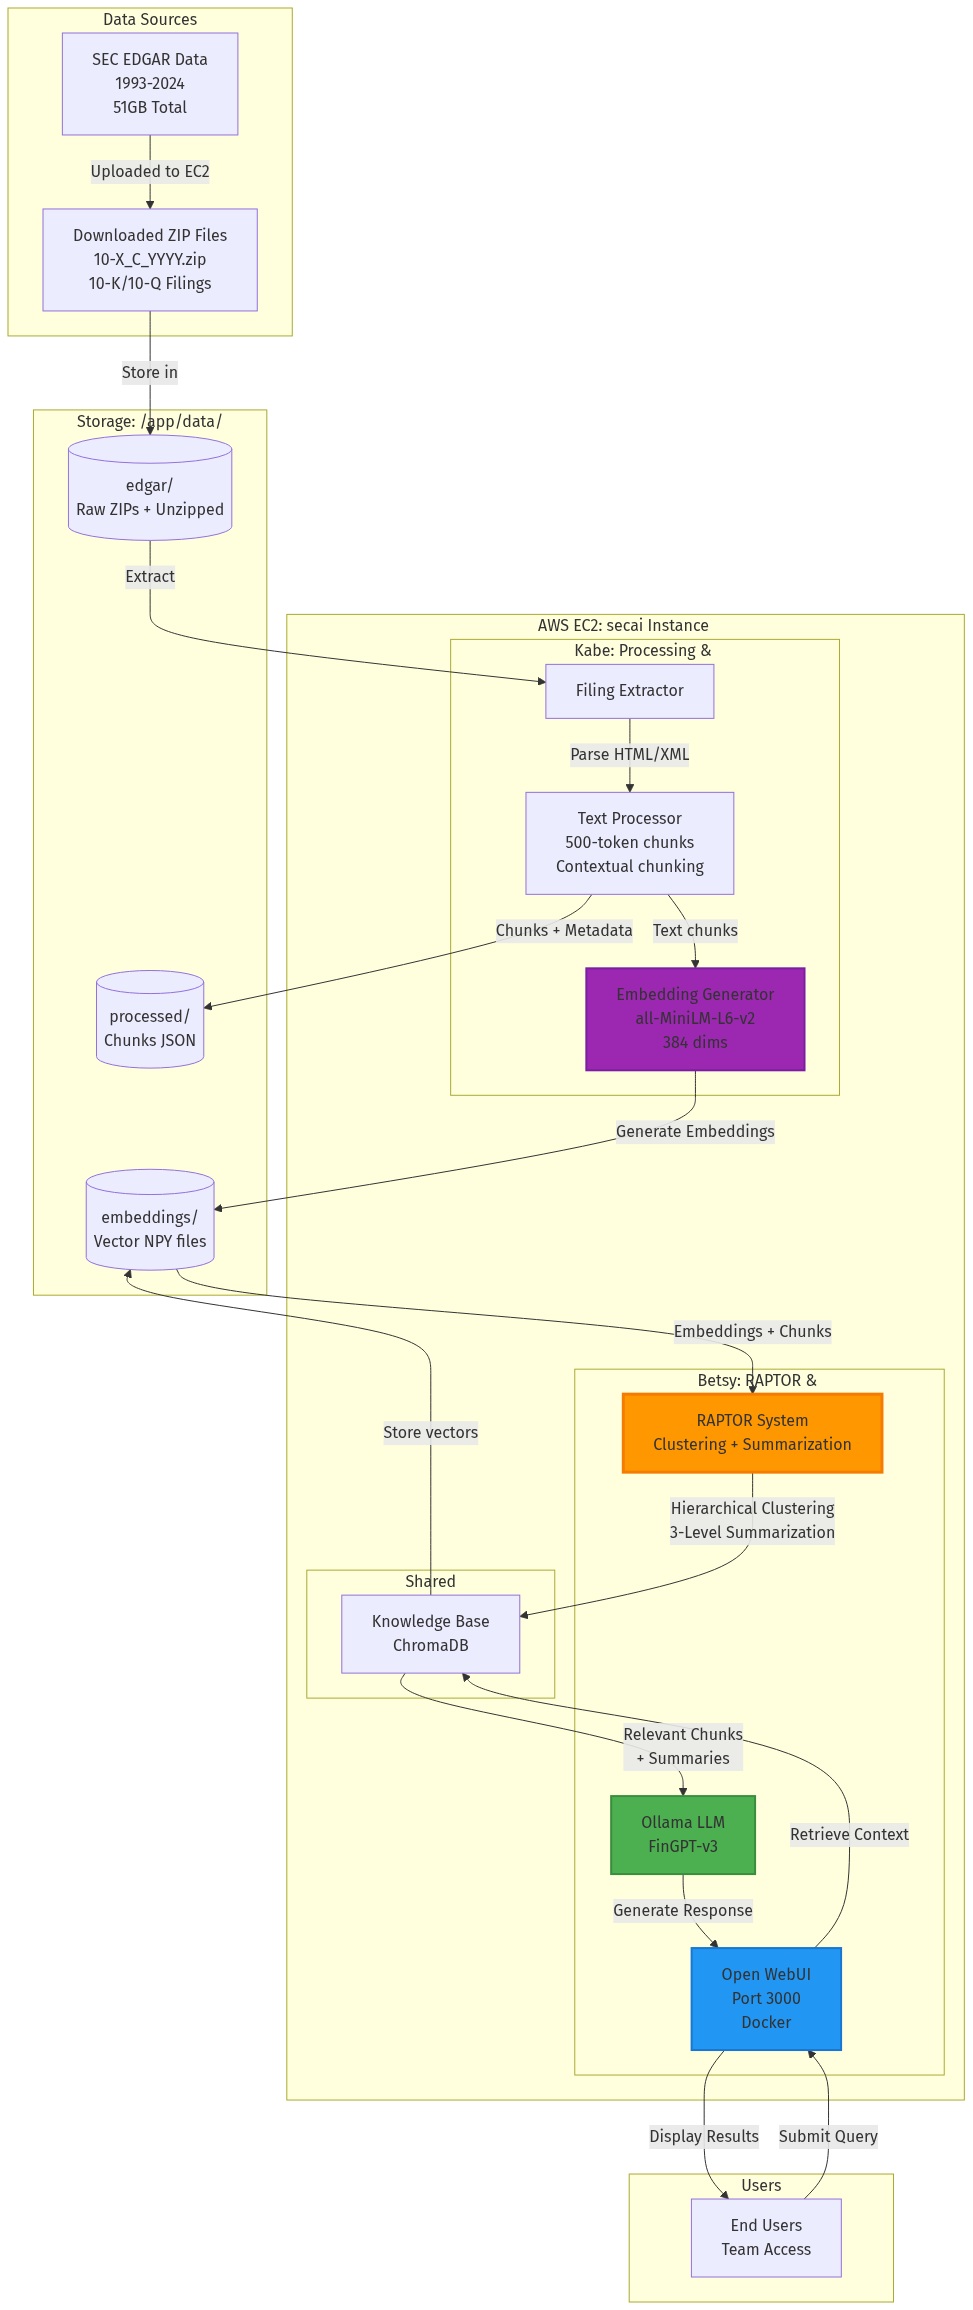 Data Sources
SEC EDGAR Data
1993-2024
51GB Total
Uploaded to EC2
Downloaded ZIP Files
10-X_C_YYYY.zip
10-K/10-Q Filings
Store in
Storage: /app/data/
edgar/
Raw ZIPs + Unzipped
Extract
AWS EC2: secai Instance
Kabe: Processing &
Filing Extractor
Parse HTML/XML
Text Processor
500-token chunks
Contextual chunking
Chunks + Metadata
Text chunks
processed/
Chunks JSON
Embedding Generator
all-MiniLM-L6-v2
384 dims
Generate Embeddings
embeddings/
Vector NPY files
Embeddings + Chunks
Betsy: RAPTOR &
RAPTOR System
Clustering + Summarization
Store vectors
Hierarchical Clustering
3-Level Summarization
Shared
Knowledge Base
ChromaDB
Relevant Chunks
+ Summaries
Ollama LLM
FinGPT-v3
Retrieve Context
Generate Response
Open WebUI
Port 3000
Docker
Display Results
Submit Query
Users
End Users
Team Access